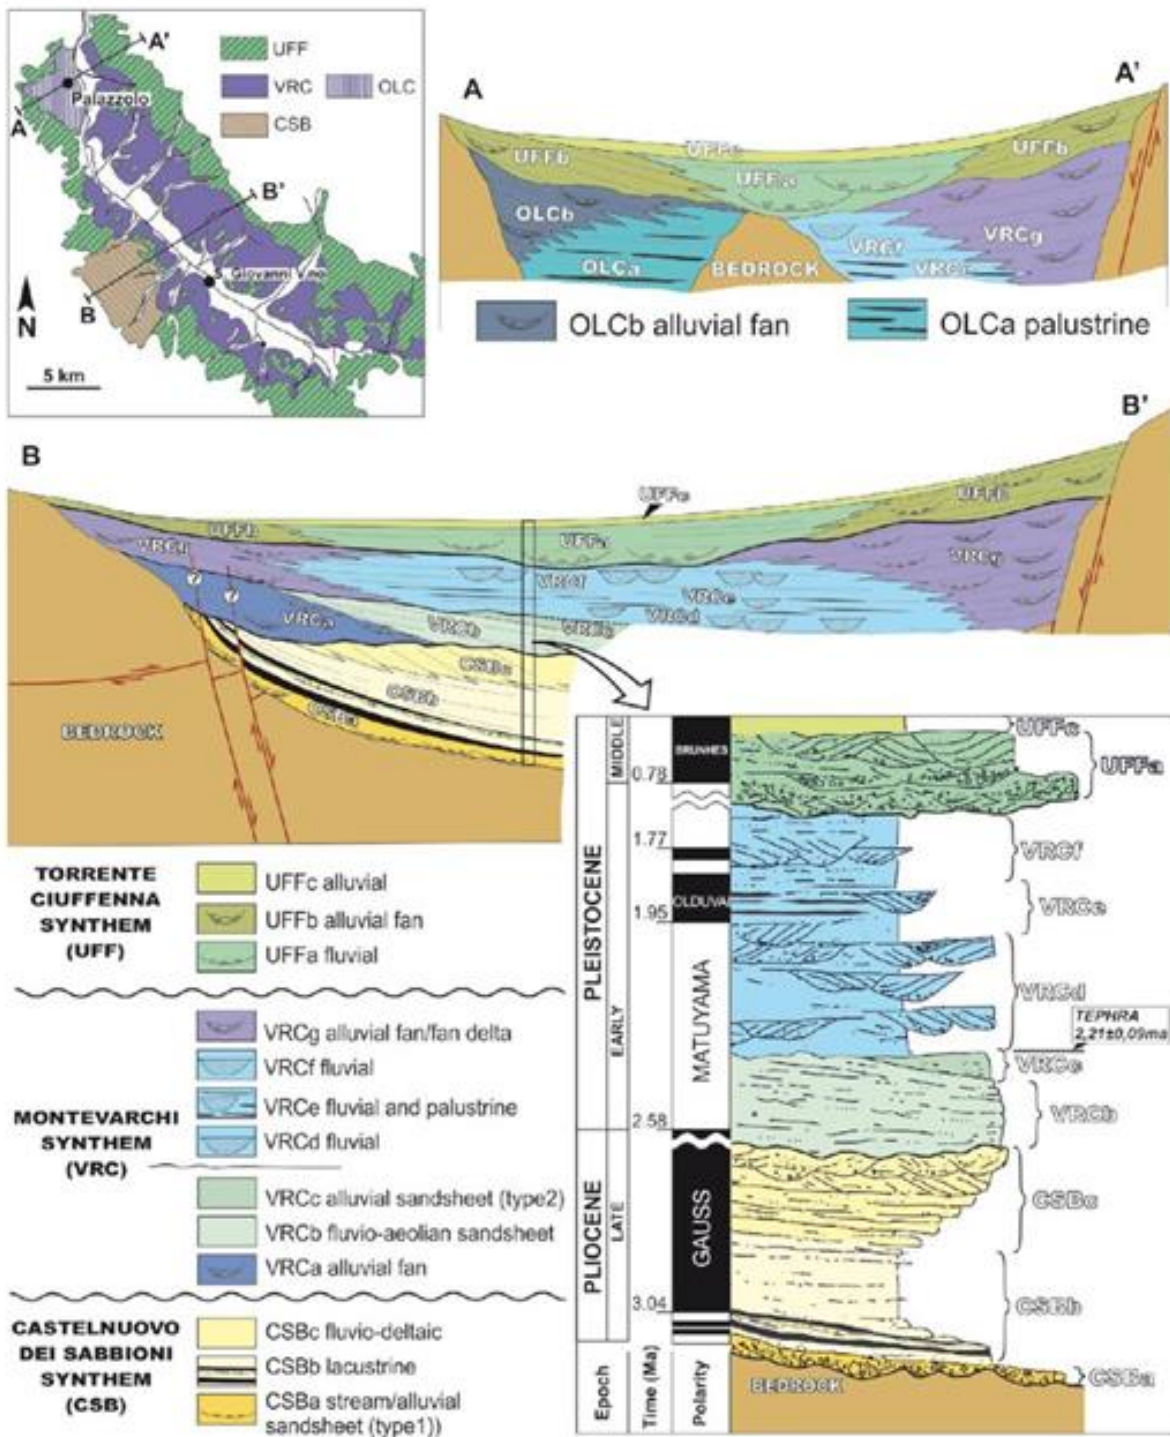 A'
UFF
VRC
OLC
CSB
Palazzolo
A
B'
S. Giovanni
no
B
N
5 km
A
A'
UFFb
UFFc
UFFb
UFFa
OLCb
VRCf
VRCg
OLCa
BEDROCK
VRCe
OLCb alluvial fan
OLCa palustrine
B
B'
UFFc
UFFb
UFFb
UFFa
VRCg
VRCf
VRCg
?
?
VRCe
VRCa
VRCb
VRCc
VRCd
CSBc
CSBb
CSBa
BEDROCK
TORRENTE
CIUFFENNA
SYNTHEM
(UFF)
UFFc alluvial
UFFb alluvial fan
UFFa fluvial
MONTEVARCHI
SYNTHEM
(VRC)
VRCg alluvial fan/fan delta
VRCf fluvial
VRCe fluvial and palustrine
VRCd fluvial
VRCc alluvial sandsheet (type2)
VRCb fluvio-aeolian sandsheet
VRCa alluvial fan
CASTELNUOVO
DEI SABBIONI
SYNTHEM
(CSB)
CSBc fluvio-deltaic
CSBb lacustrine
CSBa stream/alluvial
sandsheet (type1))
MIDDLE
BRUNHES
UFFc
UFFa
0.78
1.77
VRCf
PLEISTOCENE
OLDUVAI
VRCe
1.95
EARLY
MATUYAMA
VRCd
TEPHRA
2,21±0,09ma
VRCc
VRCb
2.58
PLIOCENE
LATE
GAUSS
CSBc
3.04
CSBb
BEDROCK
CSBa
Epoch
Time (Ma)
Polarity